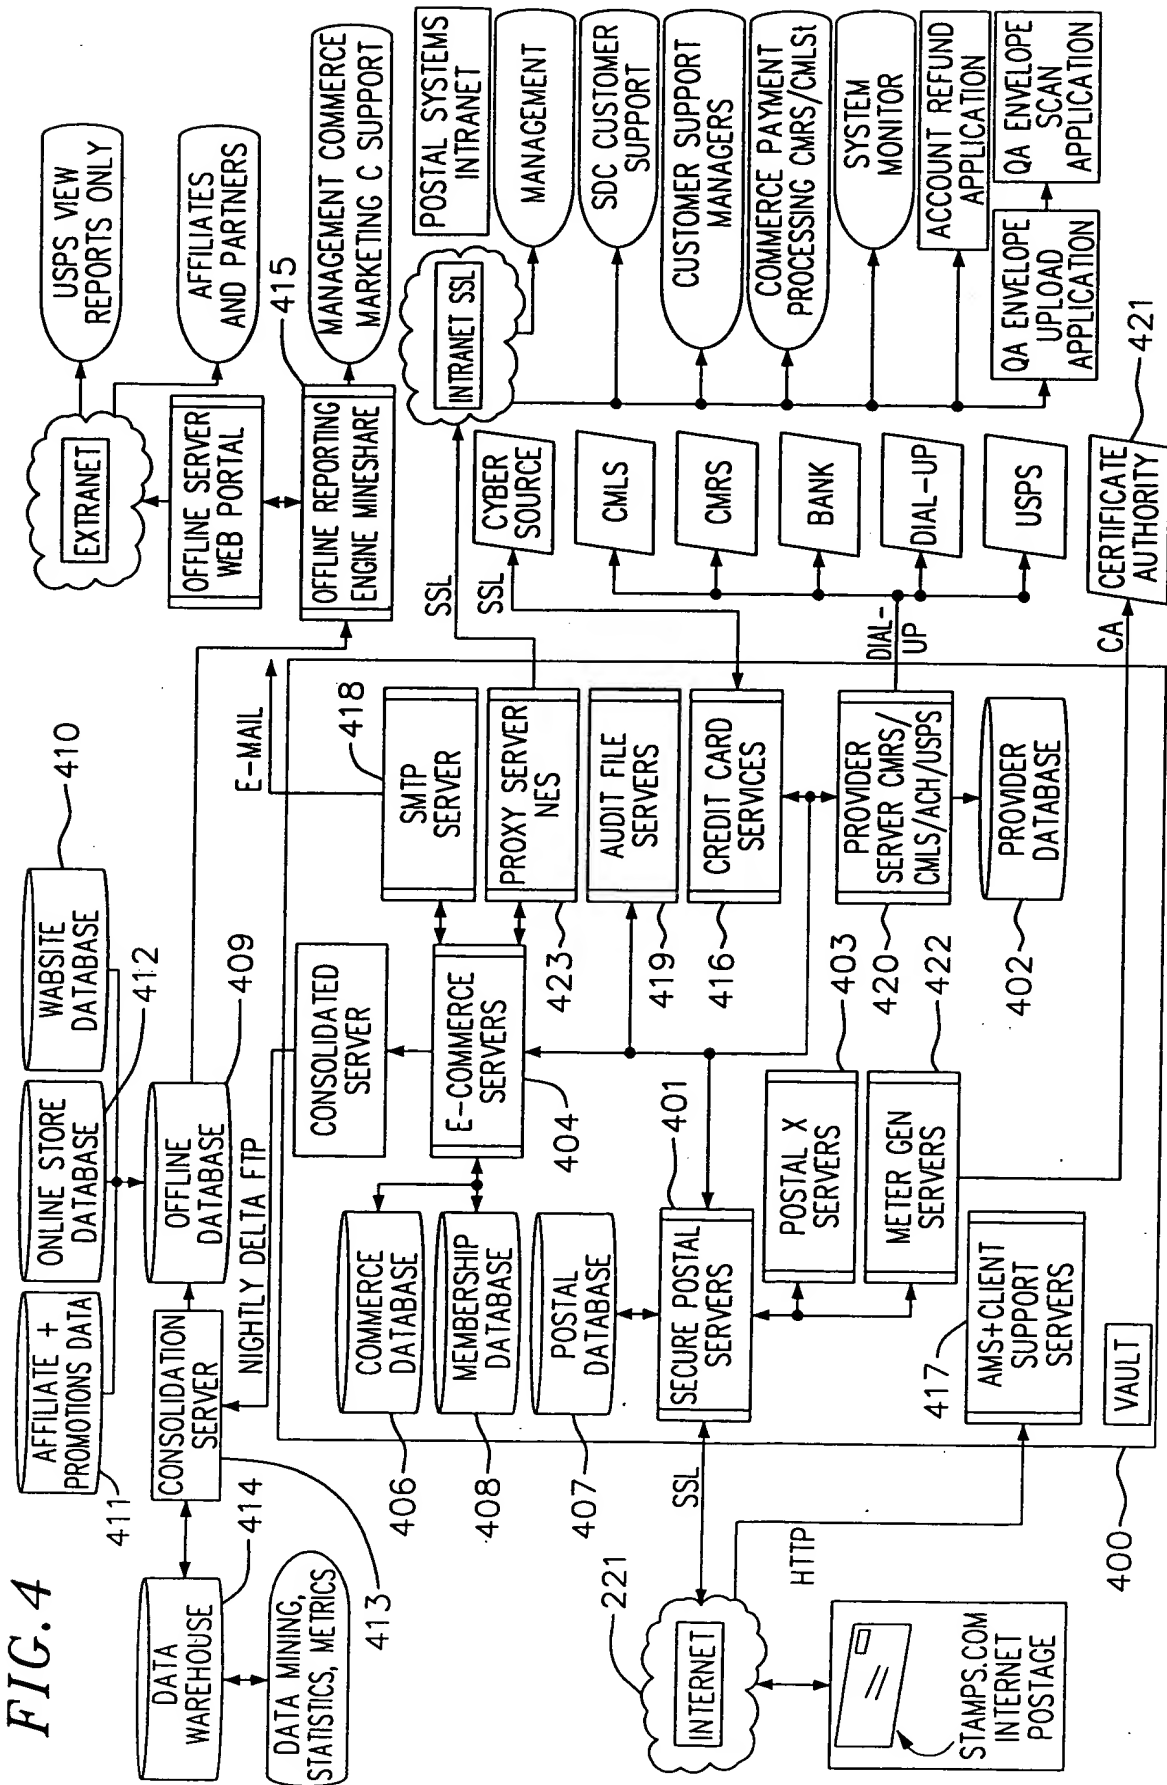 FIG.4
DATA
WAREHOUSE
DATA MINING,
STATISTICS, METRICS
414
413
CONSOLIDATION
SERVER
AFFILIATE +
PROMOTIONS DATA
411
ONLINE STORE
DATABASE
412
WABSITE
DATABASE
410
OFFLINE
DATABASE
409
NIGHTLY DELTA FTP
E-MAIL
EXTRANET
USPS VIEW
REPORTS ONLY
AFFILIATES
AND PARTNERS
OFFLINE SERVER
WEB PORTAL
415
OFFLINE REPORTING
ENGINE MINESHARE
MANAGEMENT COMMERCE
MARKETING C SUPPORT
CONSOLIDATED
SERVER
COMMERCE
DATABASE
406
MEMBERSHIP
DATABASE
408
POSTAL
DATABASE
407
E-COMMERCE
SERVERS
404
SMTP
SERVER
418
PROXY SERVER
NES
423
AUDIT FILE
SERVERS
419
CREDIT CARD
SERVICES
416
PROVIDER
SERVER CMRS/
CMLS/ACH/USPS
420
PROVIDER
DATABASE
402
SECURE POSTAL
SERVERS
401
POSTAL X
SERVERS
403
METER GEN
SERVERS
422
AMS+CLIENT
SUPPORT
SERVERS
417
VAULT
400
INTERNET
221
SSL
HTTP
STAMPS.COM
INTERNET
POSTAGE
SSL
SSL
DIAL-
UP
CA
INTRANET SSL
POSTAL SYSTEMS
INTRANET
MANAGEMENT
SDC CUSTOMER
SUPPORT
CUSTOMER SUPPORT
MANAGERS
COMMERCE PAYMENT
PROCESSING CMRS/CMLSt
SYSTEM
MONITOR
ACCOUNT REFUND
APPLICATION
QA ENVELOPE
UPLOAD
APPLICATION
QA ENVELOPE
SCAN
APPLICATION
CYBER
SOURCE
CMLS
CMRS
BANK
DIAL-UP
USPS
CERTIFICATE
AUTHORITY
421